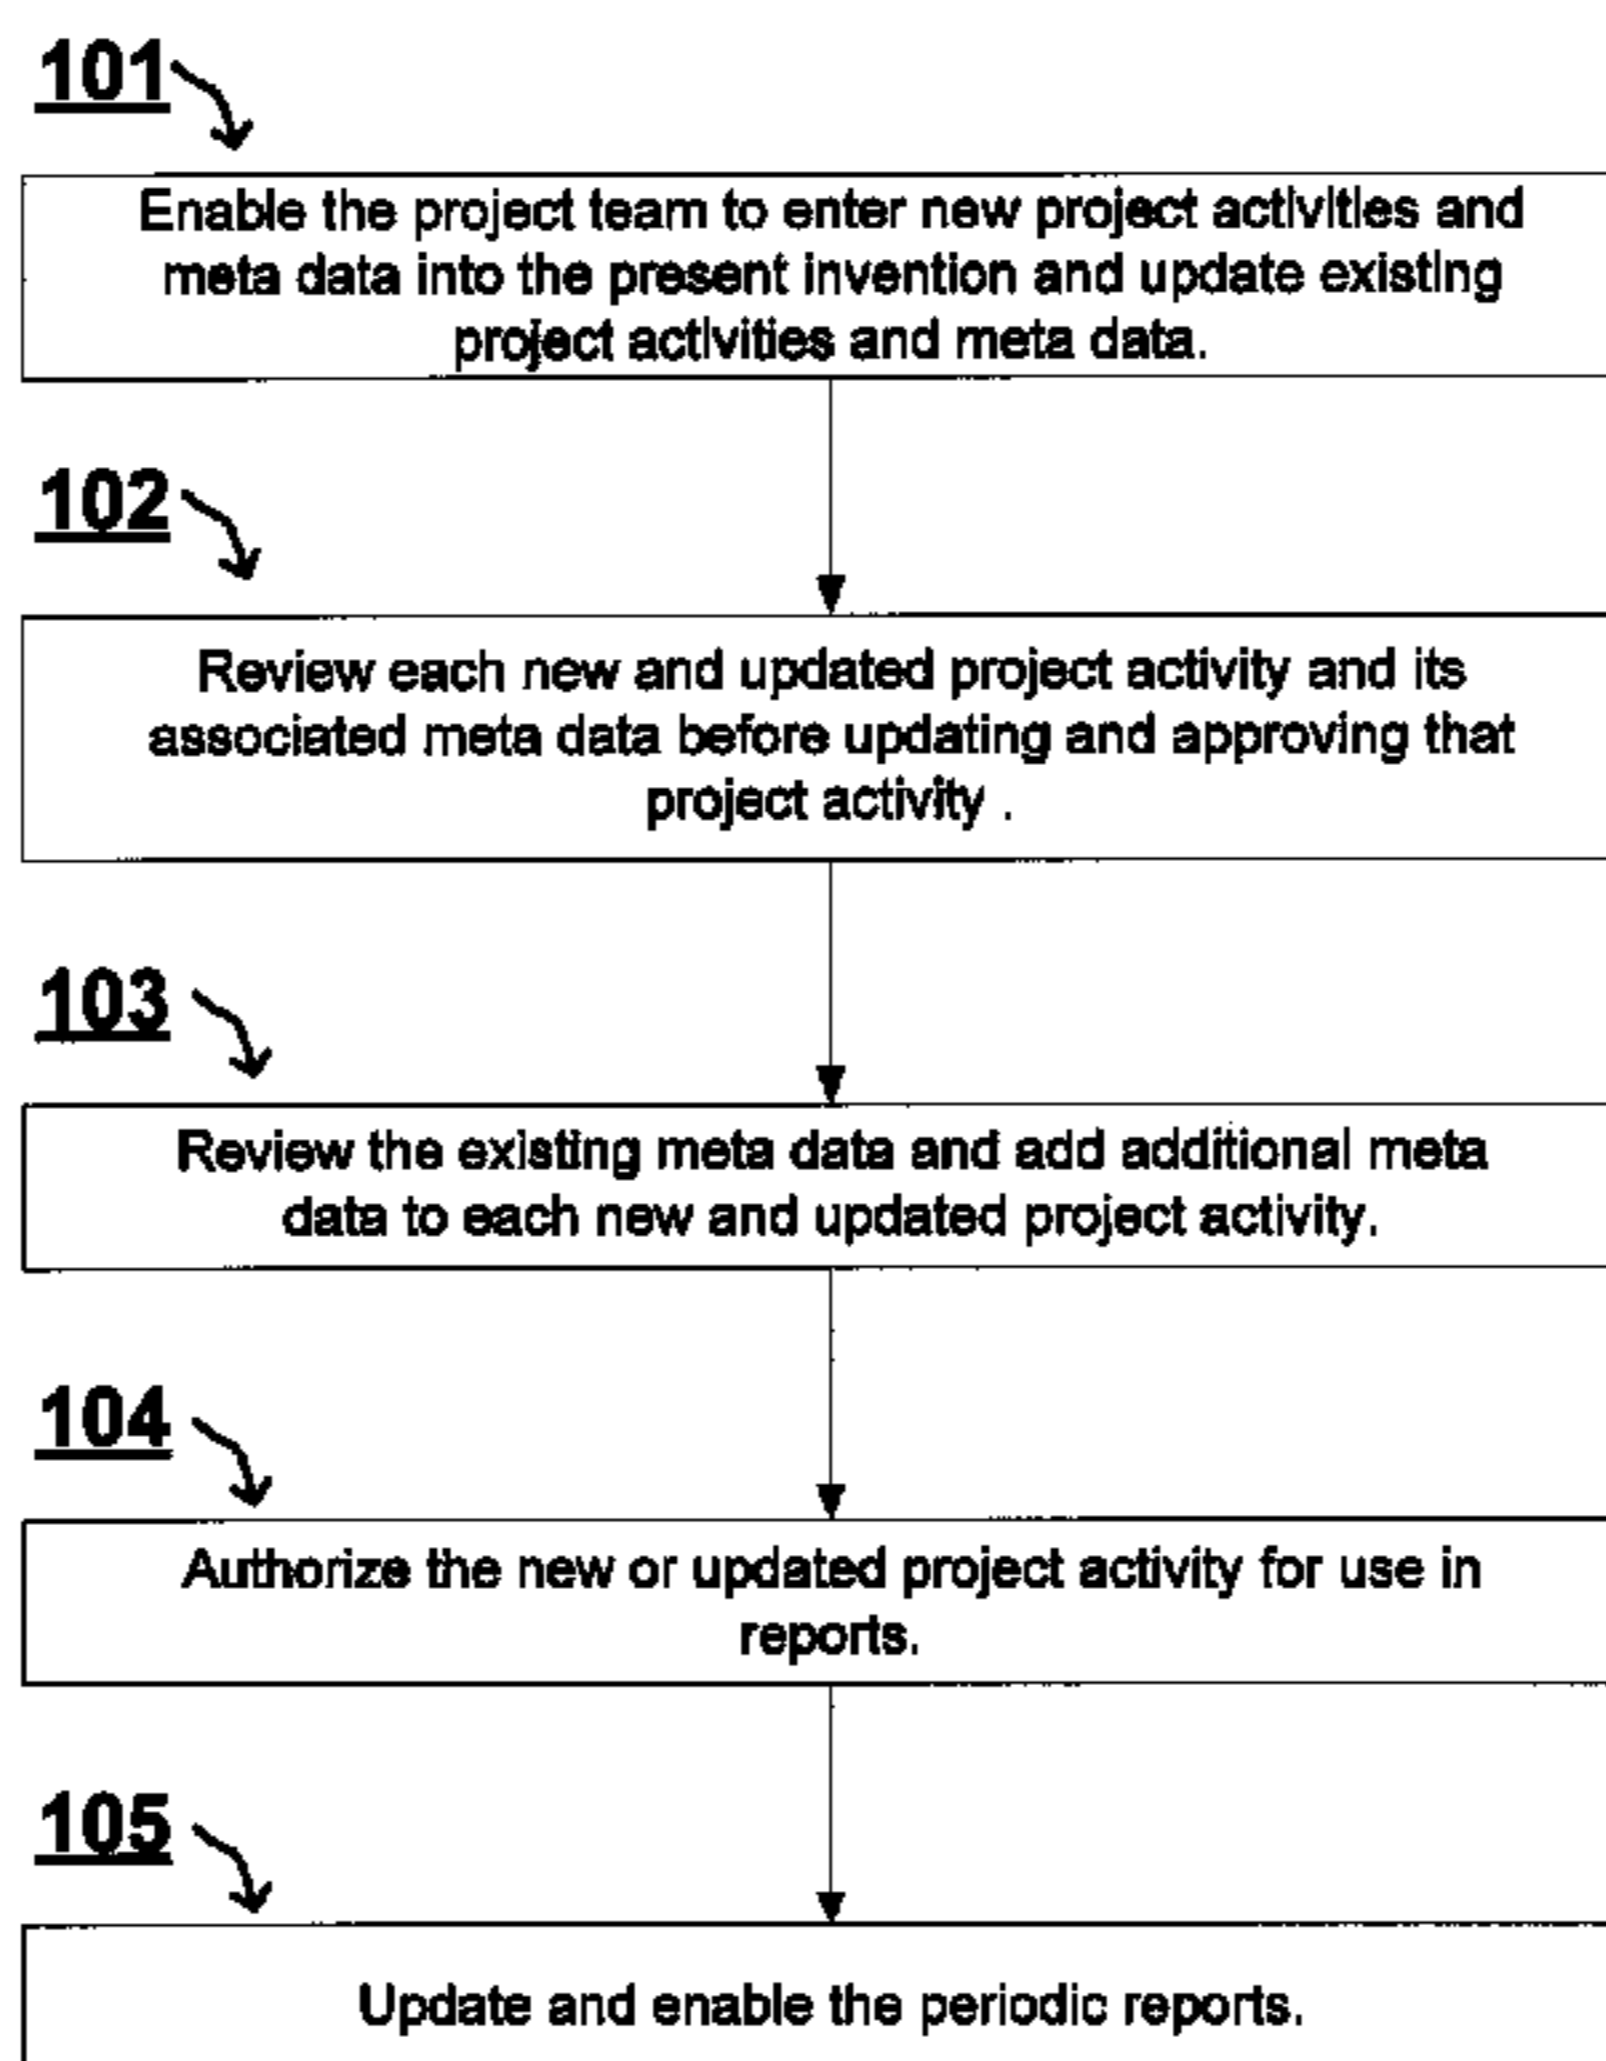 101
Enable the project team to enter new project activities and
meta data into the present invention and update existing
project activities and meta data.
102
Review each new and updated project activity and its
associated meta data before updating and approving that
project activity .
103
Review the existing meta data and add additional meta
data to each new and updated project activity.
104
Authorize the new or updated project activity for use in
reports.
105
Update and enable the periodic reports.